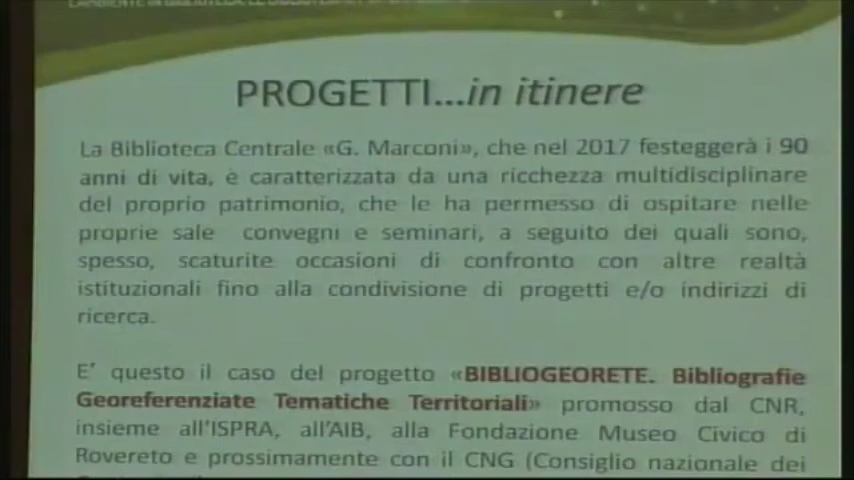 PROGETTI...in itinere
La Biblioteca Centrale «G. Marconi», che nel 2017 festeggerà i 90
anni di vita, è caratterizzata da una ricchezza multidisciplinare
del proprio patrimonio, che le ha permesso di ospitare nelle
proprie sale convegni e seminari, a seguito dei quali sono,
spesso, scaturite occasioni di confronto con altre realtà
istituzionali fino alla condivisione di progetti e/o indirizzi di
ricerca.
E' questo il caso del progetto «BIBLIOGEORETE. Bibliografie
Georeferenziate Tematiche Territoriali» promosso dal CNR,
insieme all'ISPRA, all'AIB, alla Fondazione Museo Civico di
Rovereto e prossimamente con il CNG (Consiglio nazionale dei